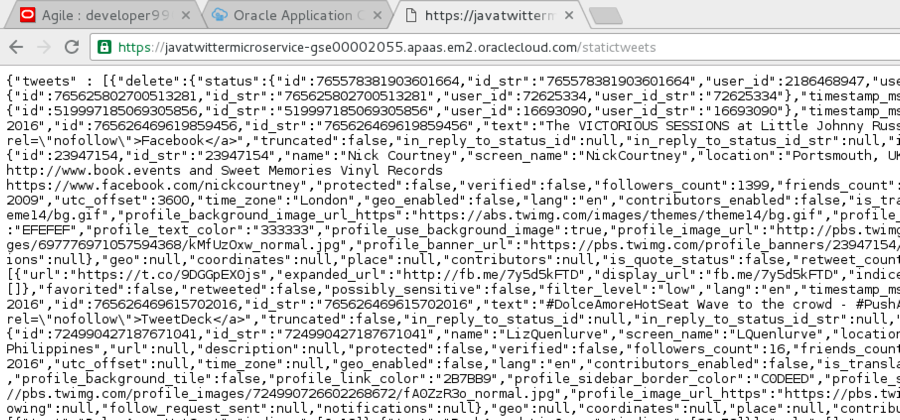 Agile : developer99
Oracle Application C
https://javatwittermi
https://javatwittermicroservice-gse00002055.apaas.em2.oraclecloud.com/statictweets
{"tweets" : [{"delete":{"status":{"id":765578381903601664,"id_str":"765578381903601664","user_id":2186468947,"use
{"id":765625802700513281,"id_str":"765625802700513281","user_id":72625334,"user_id_str":"72625334"},"timestamp_ms
{"id":519997185069305856,"id_str":"519997185069305856","user_id":16693090,"user_id_str":"16693090"},"timestamp_ms
2016","id":765626469619859456,"id_str":"765626469619859456","text":"The VICTORIOUS SESSIONS at Little Johnny Russ
rel=\"nofollow\">Facebook</a>","truncated":false,"in_reply_to_status_id":null,"in_reply_to_status_id_str":null,"i
{"id":23947154,"id_str":"23947154","name":"Nick Courtney","screen_name":"NickCourtney","location":"Portsmouth, UK
http://www.book.events and Sweet Memories Vinyl Records
https://www.facebook.com/nickcourtney","protected":false,"verified":false,"followers_count":1399,"friends_count"
2009","utc_offset":3600,"time_zone":"London","geo_enabled":false,"lang":"en","contributors_enabled":false,"is_tra
eme14/bg.gif","profile_background_image_url_https":"https://abs.twimg.com/images/themes/theme14/bg.gif","profile_
:"EFEFEF","profile_text_color":"333333","profile_use_background_image":true,"profile_image_url":"http://pbs.twimg
ges/697776971057594368/kMfUzOxw_normal.jpg","profile_banner_url":"https://pbs.twimg.com/profile_banners/23947154/
ions":null},"geo":null,"coordinates":null,"place":null,"contributors":null,"is_quote_status":false,"retweet_count
[{"url":"https://t.co/9DGGpEX0js","expanded_url":"http://fb.me/7y5d5kFTD","display_url":"fb.me/7y5d5kFTD","indice
[]},"favorited":false,"retweeted":false,"possibly_sensitive":false,"filter_level":"low","lang":"en","timestamp_ms
2016","id":765626469615702016,"id_str":"765626469615702016","text":"#DolceAmoreHotSeat Wave to the crowd - #PushA
rel=\"nofollow\">TweetDeck</a>","truncated":false,"in_reply_to_status_id":null,"in_reply_to_status_id_str":null,"
{"id":724990427187671041,"id_str":"724990427187671041","name":"LizQuenlurve","screen_name":"LQuenlurve","location
Philippines","url":null,"description":null,"protected":false,"verified":false,"followers_count":16,"friends_count
2016","utc_offset":null,"time_zone":null,"geo_enabled":false,"lang":"en","contributors_enabled":false,"is_transla
,"profile_background_tile":false,"profile_link_color":"2B7BB9","profile_sidebar_border_color":"C0DEED","profile_s
//pbs.twimg.com/profile_images/724990726602268672/fA0ZzR3o_normal.jpg","profile_image_url_https":"https://pbs.twi
owing":null,"follow_request_sent":null,"notifications":null},"geo":null,"coordinates":null,"place":null,"contribut